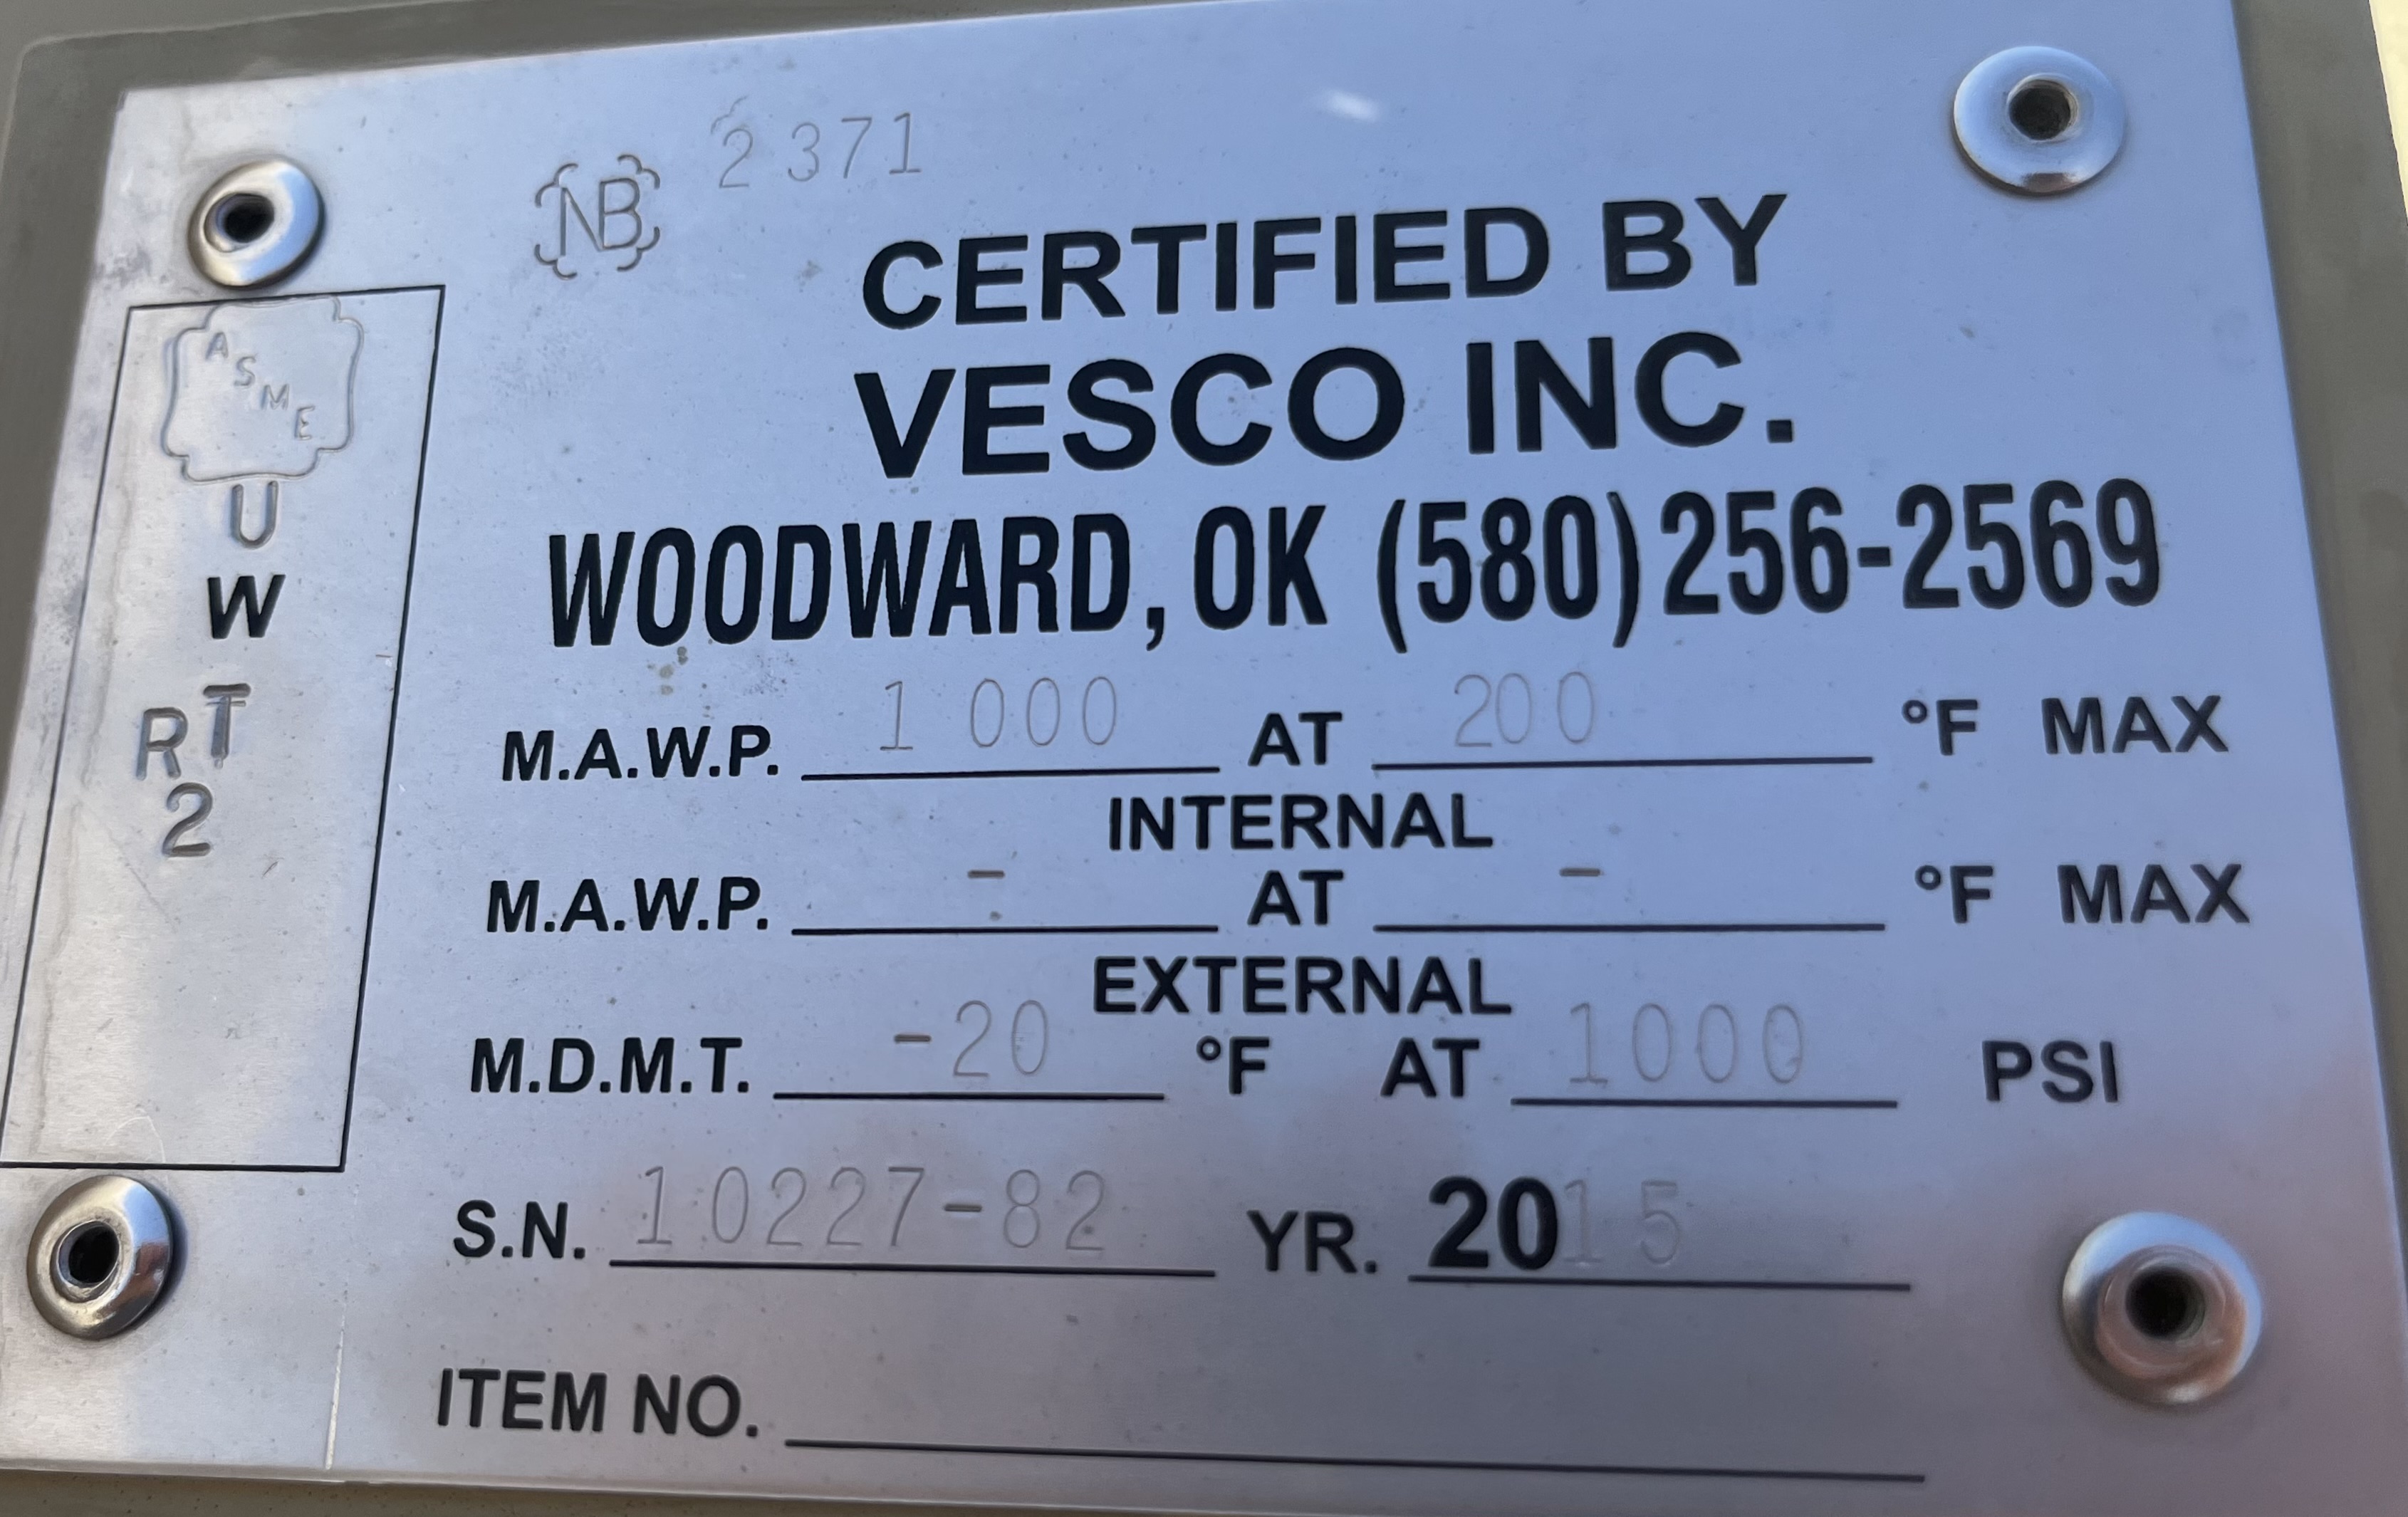 NB 2371
CERTIFIED BY
VESCO INC.
WOODWARD, OK (580)256-2569
ASME
U
W
RT
2
M.A.W.P. 1000 AT 200 °F MAX
INTERNAL
M.A.W.P. - AT - °F MAX
EXTERNAL
M.D.M.T. -20 °F AT 1000 PSI
S.N. 10227-82 YR. 2015
ITEM NO.